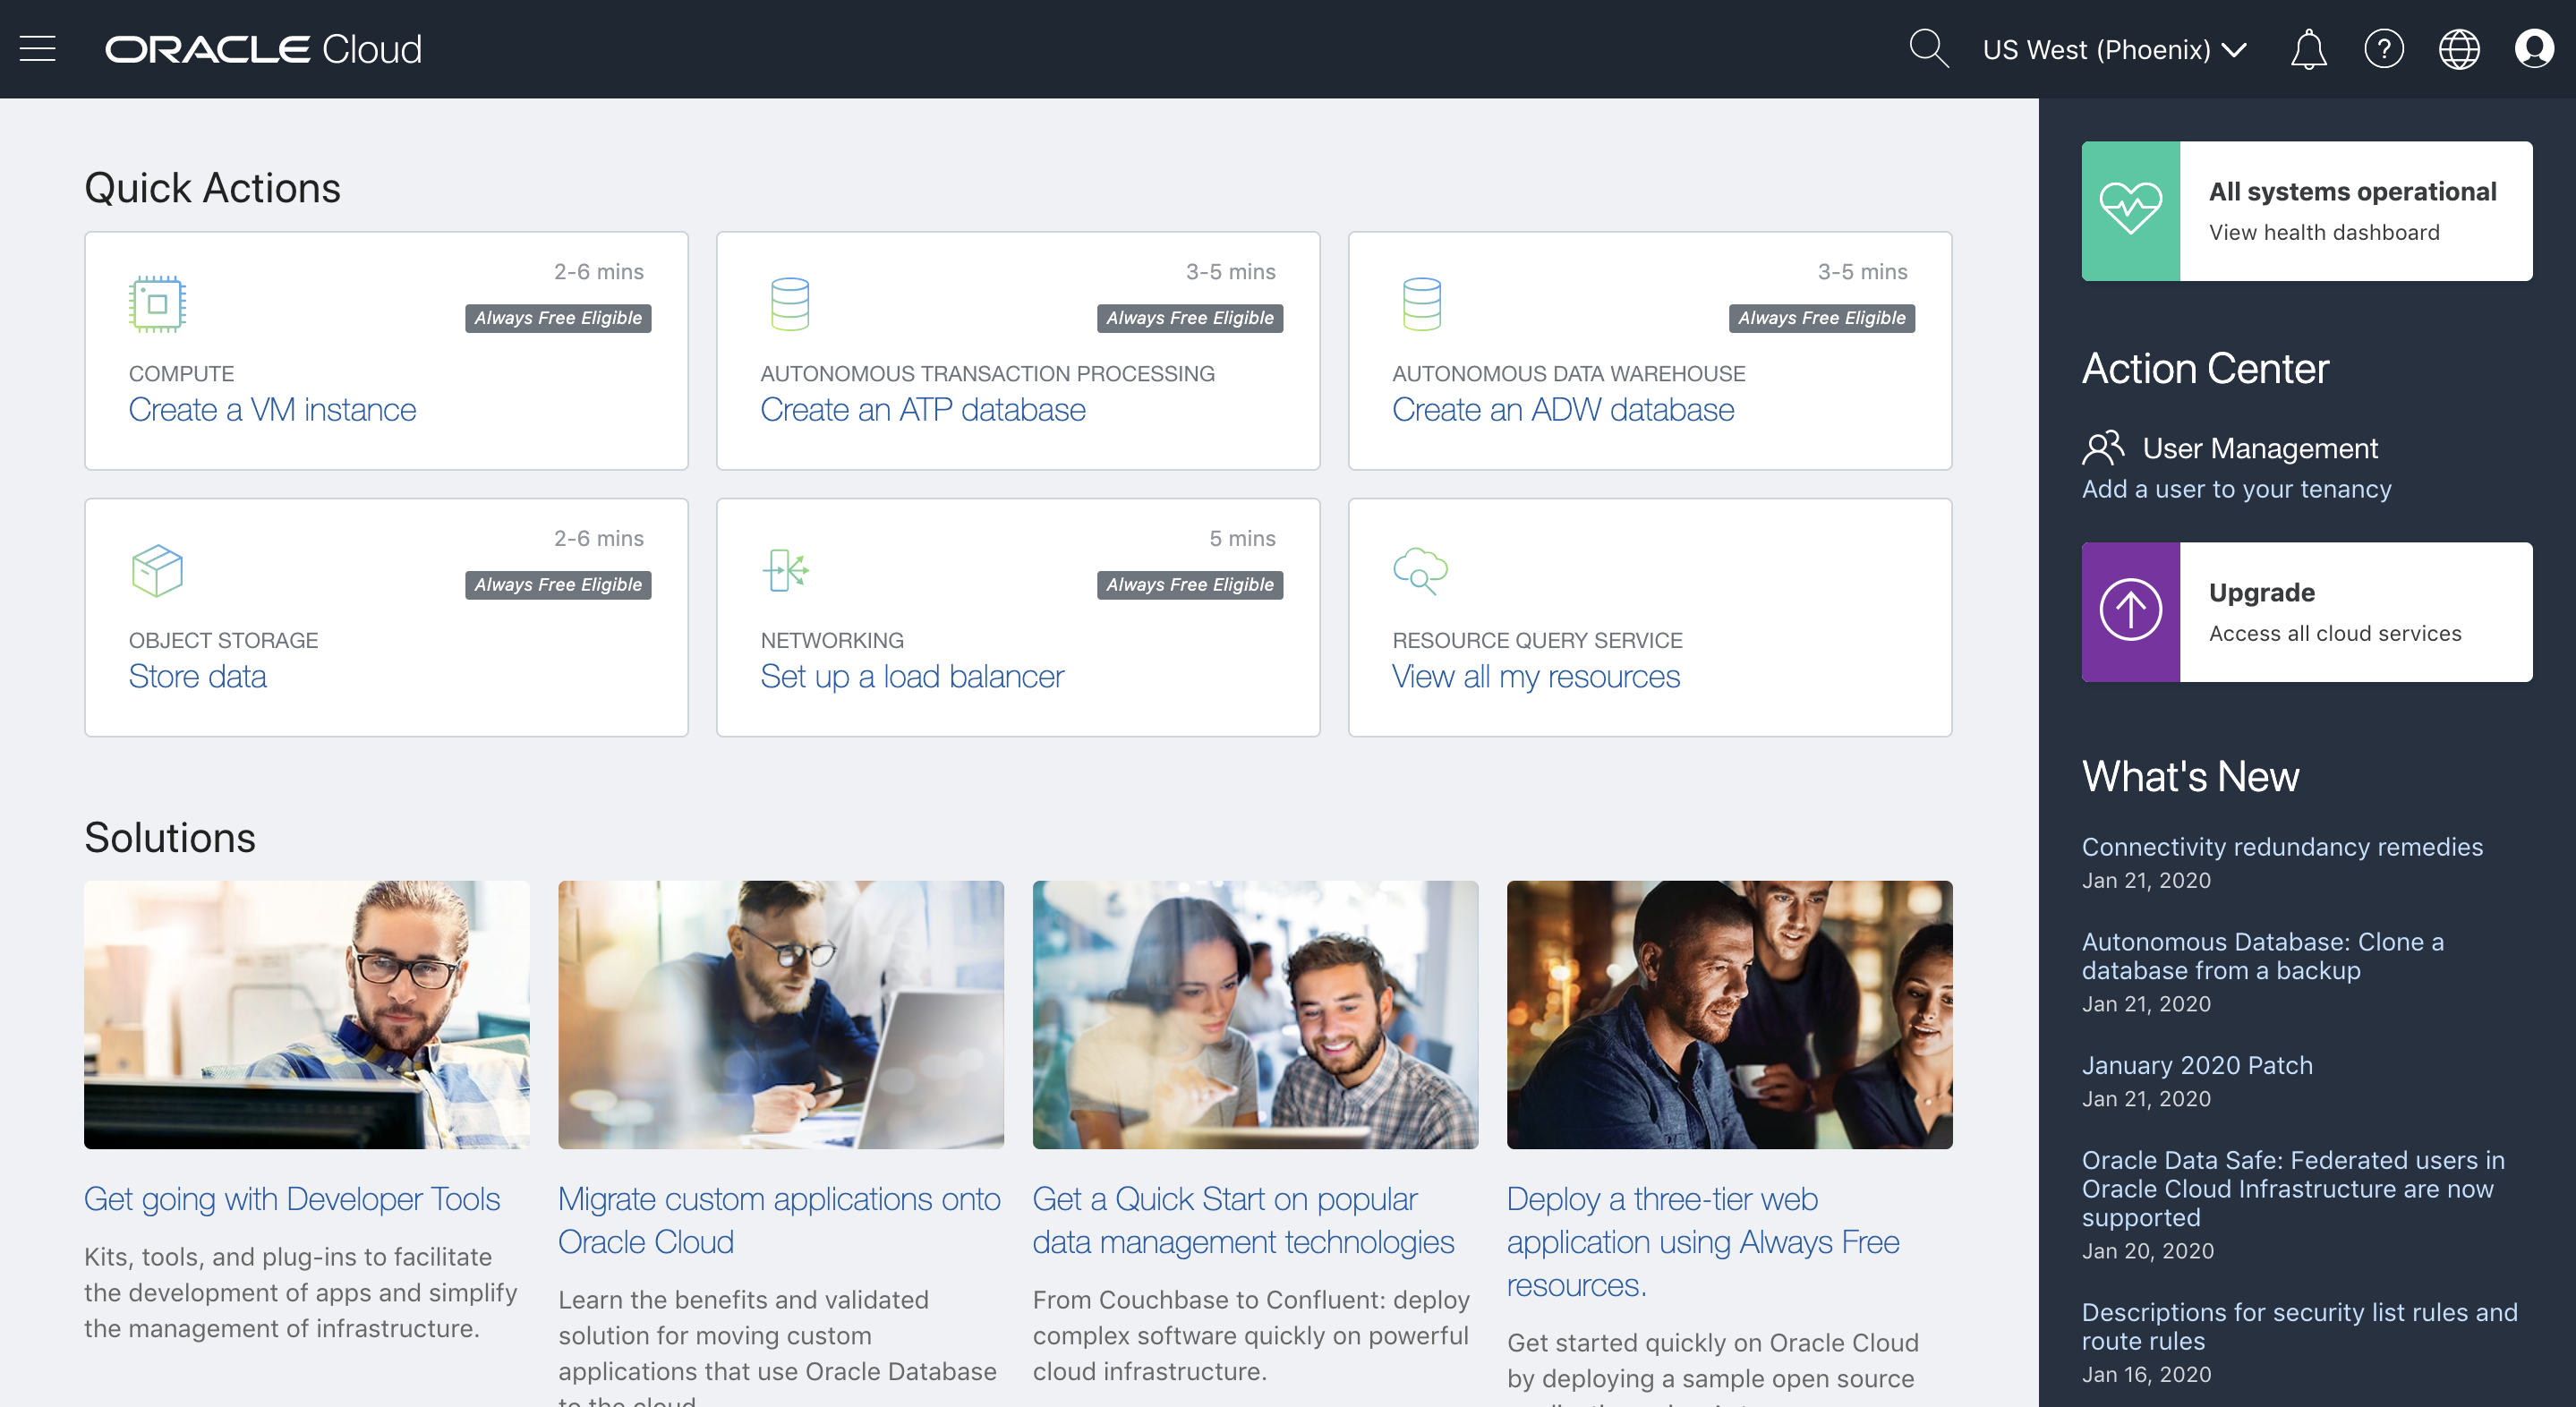 ORACLE Cloud
US West (Phoenix)
?
Quick Actions
2-6 mins
Always Free Eligible
COMPUTE
Create a VM instance
3-5 mins
Always Free Eligible
AUTONOMOUS TRANSACTION PROCESSING
Create an ATP database
3-5 mins
Always Free Eligible
AUTONOMOUS DATA WAREHOUSE
Create an ADW database
2-6 mins
Always Free Eligible
OBJECT STORAGE
Store data
5 mins
Always Free Eligible
NETWORKING
Set up a load balancer
RESOURCE QUERY SERVICE
View all my resources
Solutions
Get going with Developer Tools
Kits, tools, and plug-ins to facilitate
the development of apps and simplify
the management of infrastructure.
Migrate custom applications onto
Oracle Cloud
Learn the benefits and validated
solution for moving custom
applications that use Oracle Database
to the cloud
Get a Quick Start on popular
data management technologies
From Couchbase to Confluent: deploy
complex software quickly on powerful
cloud infrastructure.
Deploy a three-tier web
application using Always Free
resources.
Get started quickly on Oracle Cloud
by deploying a sample open source
All systems operational
View health dashboard
Action Center
User Management
Add a user to your tenancy
Upgrade
Access all cloud services
What's New
Connectivity redundancy remedies
Jan 21, 2020
Autonomous Database: Clone a
database from a backup
Jan 21, 2020
January 2020 Patch
Jan 21, 2020
Oracle Data Safe: Federated users in
Oracle Cloud Infrastructure are now
supported
Jan 20, 2020
Descriptions for security list rules and
route rules
Jan 16, 2020